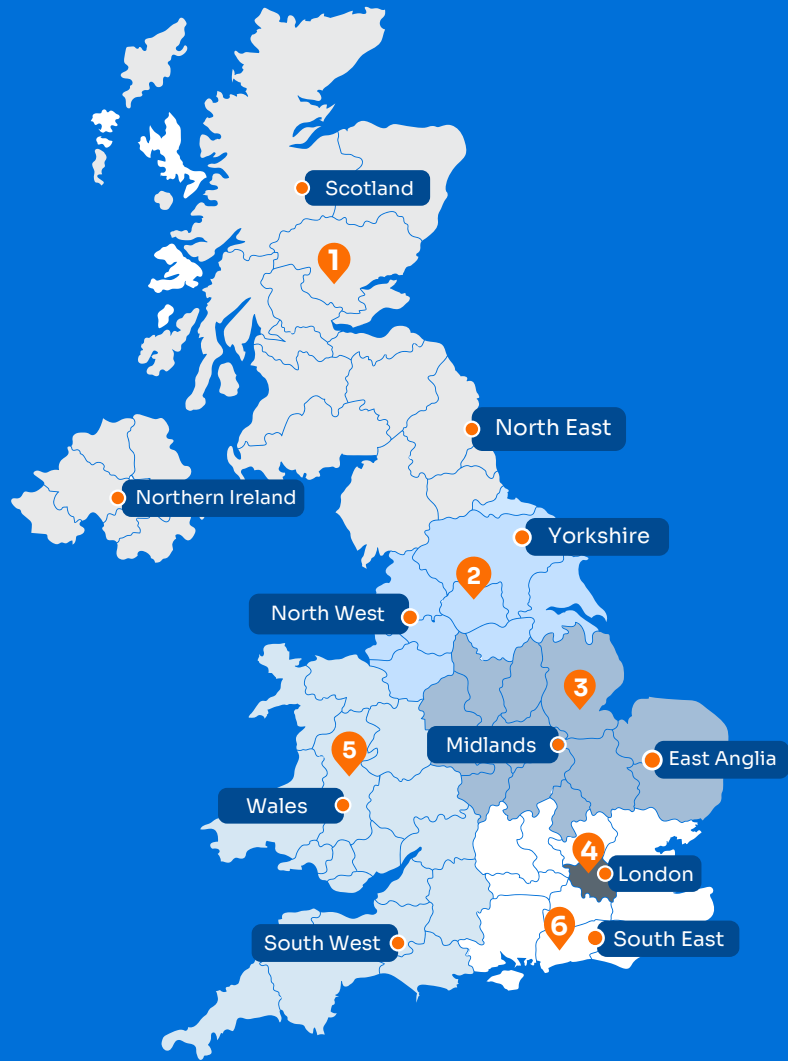 Scotland
1
North East
Northern Ireland
Yorkshire
2
North West
3
Midlands
5
East Anglia
Wales
4
London
6
South West
South East